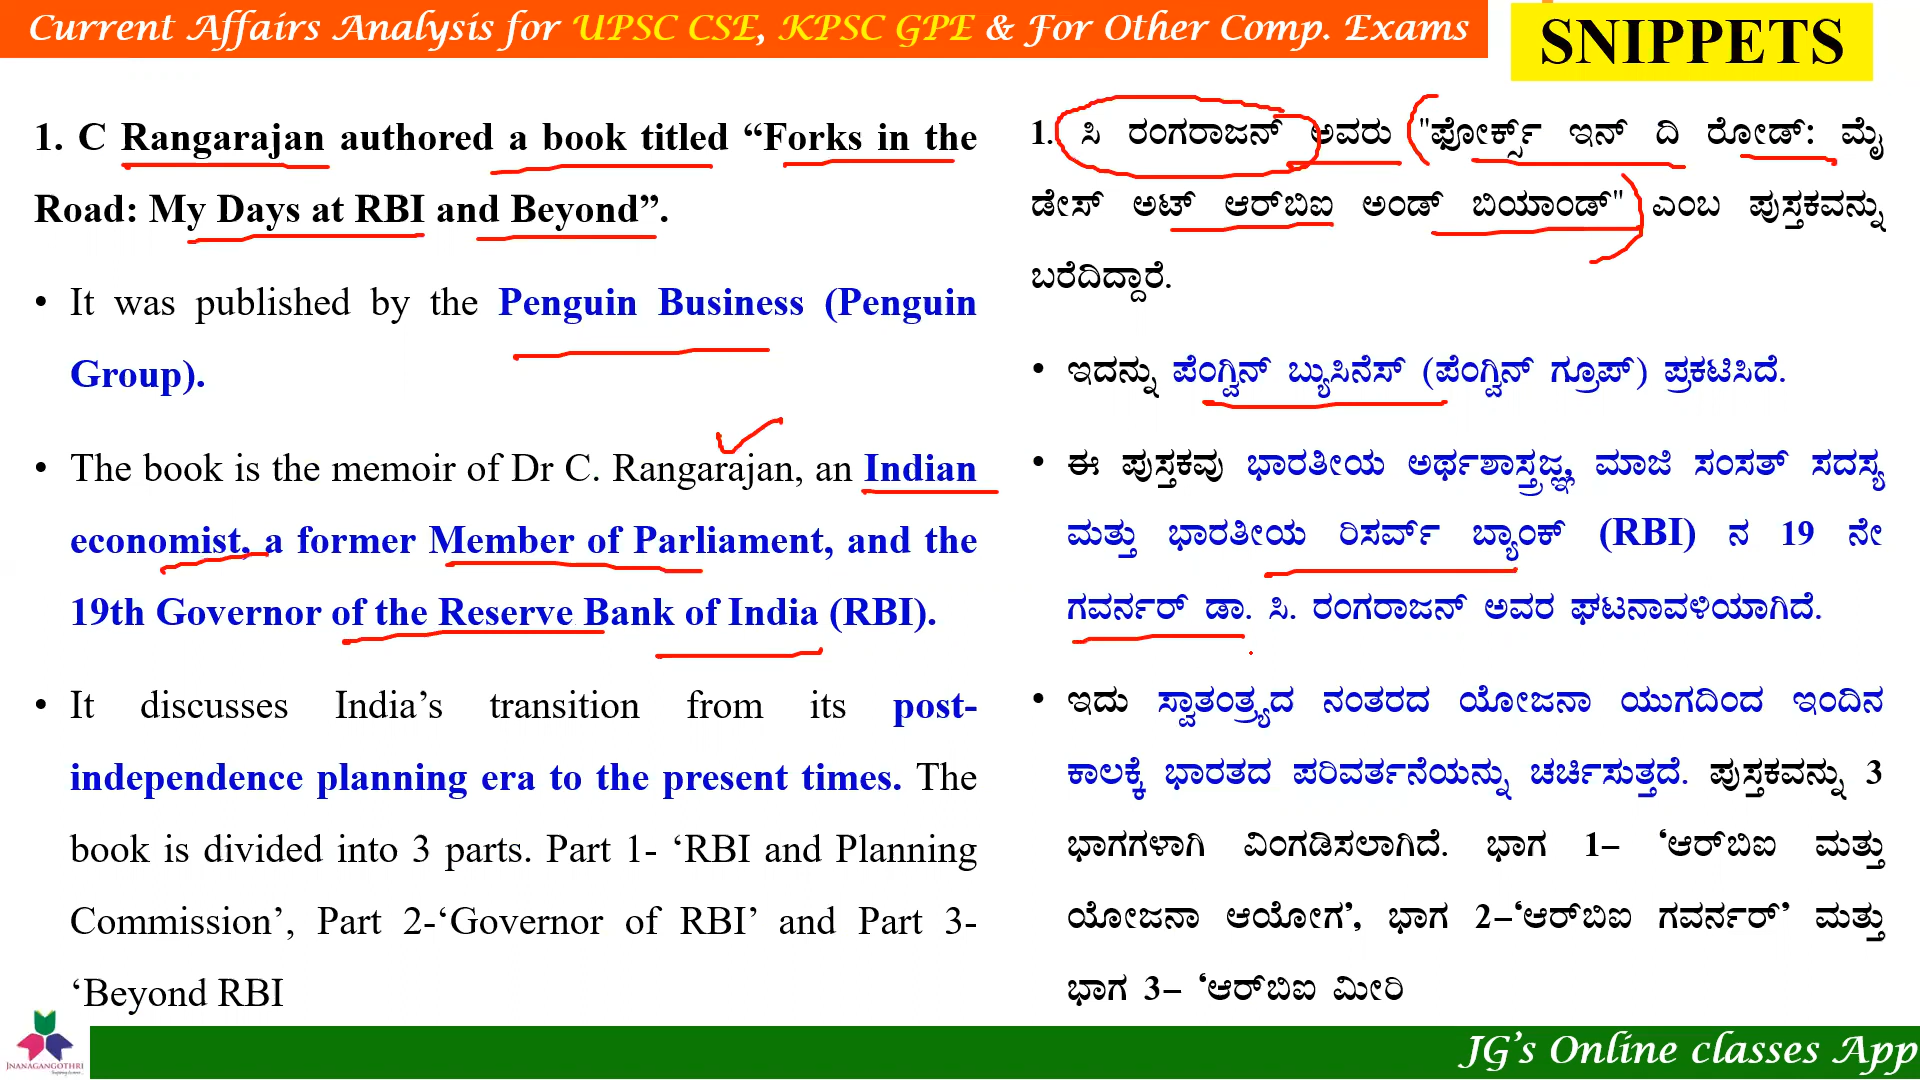 Current Affairs Analysis for UPSC CSE, KPSC GPE & For Other Comp. Exams
SNIPPETS
1. C Rangarajan authored a book titled “Forks in the
Road: My Days at RBI and Beyond”.
• It was published by the Penguin Business (Penguin
Group).
• The book is the memoir of Dr C. Rangarajan, an Indian
economist, a former Member of Parliament, and the
19th Governor of the Reserve Bank of India (RBI).
• It discusses India’s transition from its post-
independence planning era to the present times. The
book is divided into 3 parts. Part 1- ‘RBI and Planning
Commission’, Part 2-‘Governor of RBI’ and Part 3-
‘Beyond RBI
1. ಸಿ ರಂಗರಾಜನ್ ಅವರು "ಫೋರ್ಕ್ಸ್ ಇನ್ ದಿ ರೋಡ್: ಮೈ
ಡೇಸ್ ಅಟ್ ಆರ್‌ಬಿಐ ಅಂಡ್ ಬಿಯಾಂಡ್" ಎಂಬ ಪುಸ್ತಕವನ್ನು
ಬರೆದಿದ್ದಾರೆ.
• ಇದನ್ನು ಪೆಂಗ್ವಿನ್ ಬ್ಯುಸಿನೆಸ್ (ಪೆಂಗ್ವಿನ್ ಗ್ರೂಪ್) ಪ್ರಕಟಿಸಿದೆ.
• ಈ ಪುಸ್ತಕವು ಭಾರತೀಯ ಅರ್ಥಶಾಸ್ತ್ರಜ್ಞ, ಮಾಜಿ ಸಂಸತ್ ಸದಸ್ಯ
ಮತ್ತು ಭಾರತೀಯ ರಿಸರ್ವ್ ಬ್ಯಾಂಕ್ (RBI) ನ 19 ನೇ
ಗವರ್ನರ್ ಡಾ. ಸಿ. ರಂಗರಾಜನ್ ಅವರ ಘಟನಾವಳಿಯಾಗಿದೆ.
• ಇದು ಸ್ವಾತಂತ್ರ್ಯದ ನಂತರದ ಯೋಜನಾ ಯುಗದಿಂದ ಇಂದಿನ
ಕಾಲಕ್ಕೆ ಭಾರತದ ಪರಿವರ್ತನೆಯನ್ನು ಚರ್ಚಿಸುತ್ತದೆ. ಪುಸ್ತಕವನ್ನು 3
ಭಾಗಗಳಾಗಿ ವಿಂಗಡಿಸಲಾಗಿದೆ. ಭಾಗ 1– ‘ಆರ್‌ಬಿಐ ಮತ್ತು
ಯೋಜನಾ ಆಯೋಗ’, ಭಾಗ 2–‘ಆರ್‌ಬಿಐ ಗವರ್ನರ್’ ಮತ್ತು
ಭಾಗ 3– ‘ಆರ್‌ಬಿಐ ಮೀರಿ
JNANAGANGOTHRI
JG’s Online classes App